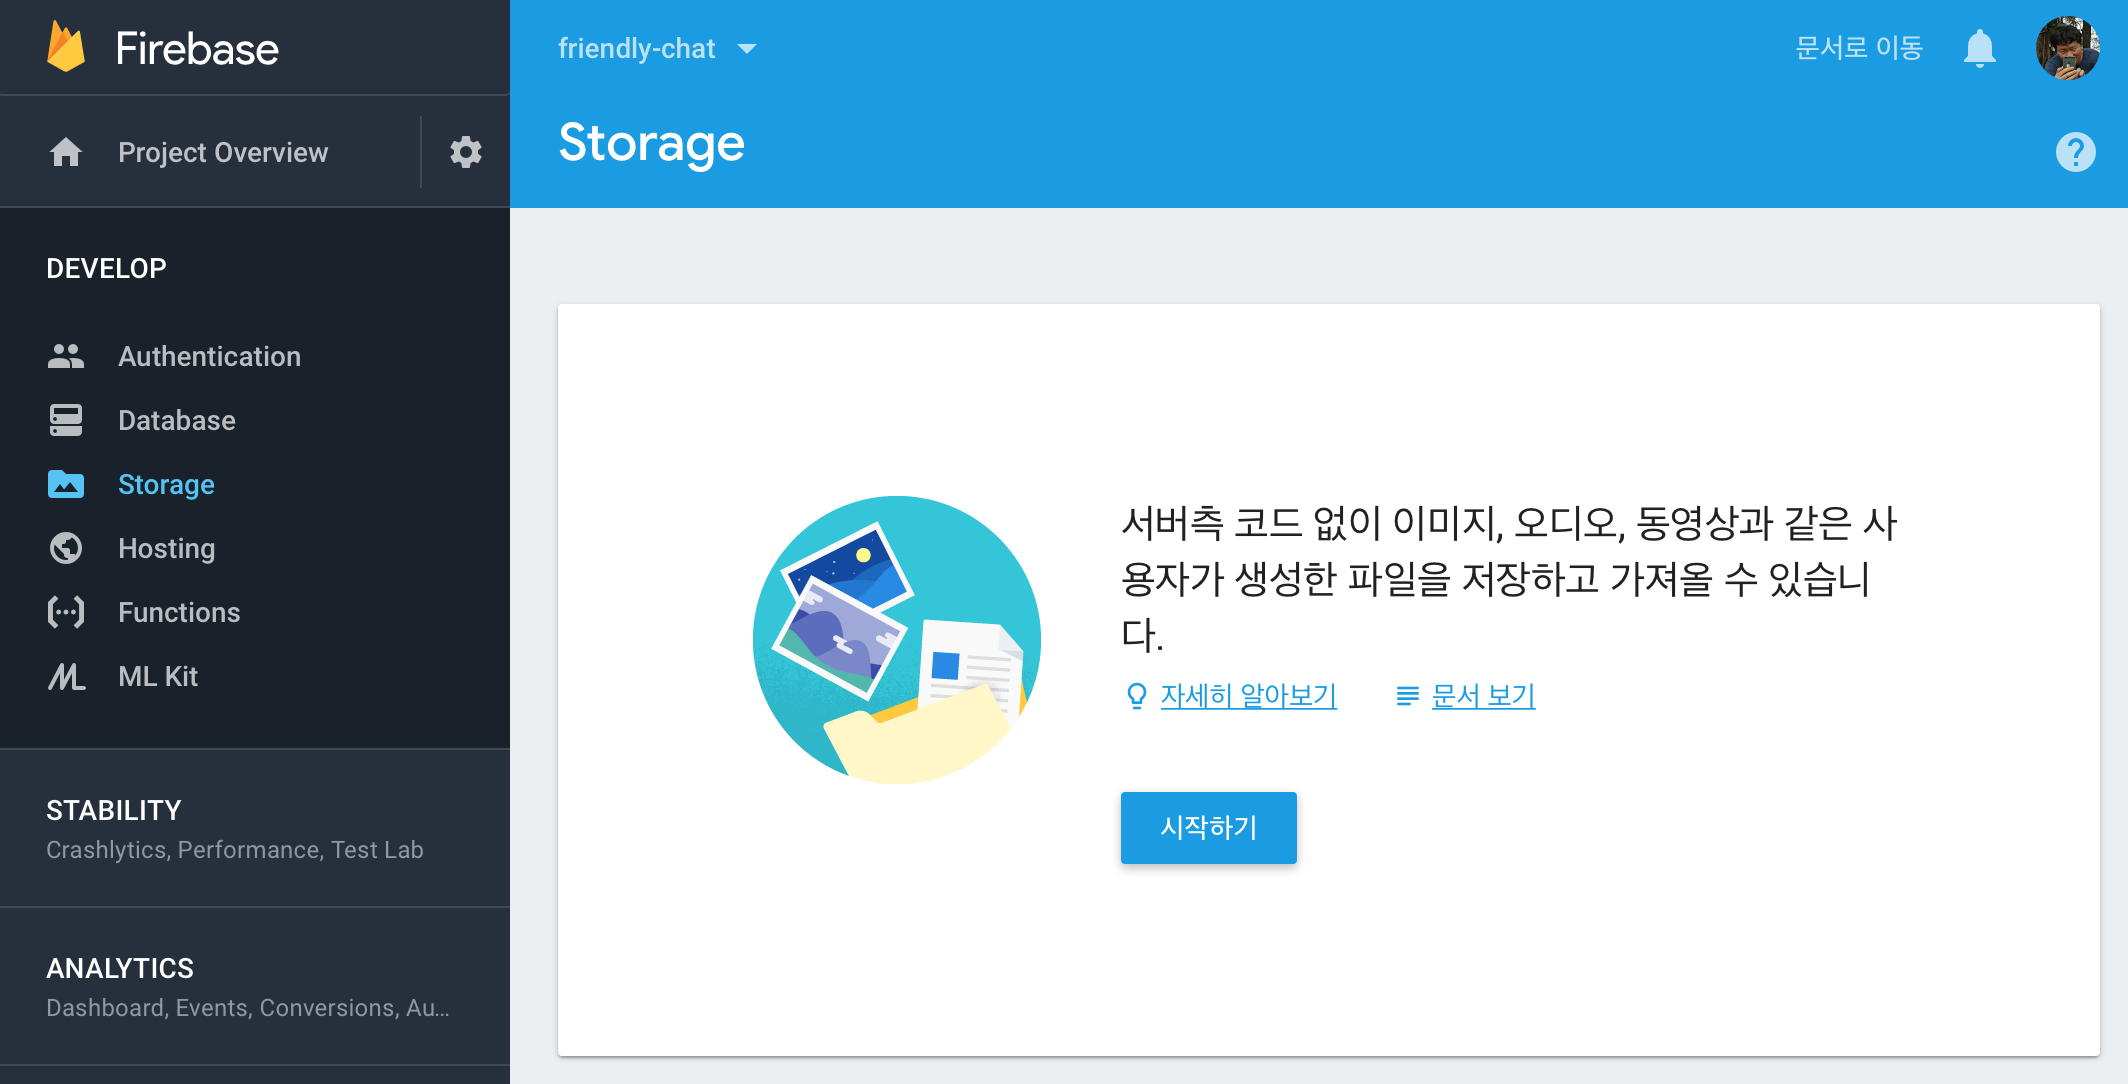 Firebase
Project Overview
DEVELOP
Authentication
Database
Storage
Hosting
Functions
ML Kit
STABILITY
Crashlytics, Performance, Test Lab
ANALYTICS
Dashboard, Events, Conversions, Au...
friendly-chat
문서로 이동
Storage
서버측 코드 없이 이미지, 오디오, 동영상과 같은 사
용자가 생성한 파일을 저장하고 가져올 수 있습니
다.
자세히 알아보기 문서 보기
시작하기